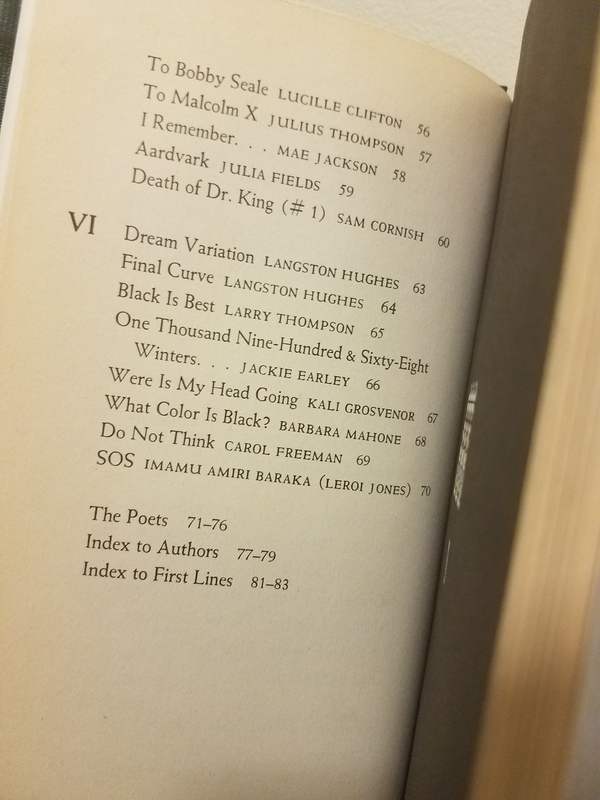 To Bobby Seale LUCILLE CLIFTON 56
To Malcolm X JULIUS THOMPSON 57
I Remember. . . MAE JACKSON 58
Aardvark JULIA FIELDS 59
Death of Dr. King (# 1) SAM CORNISH 60
VI Dream Variation LANGSTON HUGHES 63
Final Curve LANGSTON HUGHES 64
Black Is Best LARRY THOMPSON 65
One Thousand Nine-Hundred & Sixty-Eight
Winters. . . JACKIE EARLEY 66
Were Is My Head Going KALI GROSVENOR 67
What Color Is Black? BARBARA MAHONE 68
Do Not Think CAROL FREEMAN 69
SOS IMAMU AMIRI BARAKA (LEROI JONES) 70
The Poets 71–76
Index to Authors 77–79
Index to First Lines 81–83